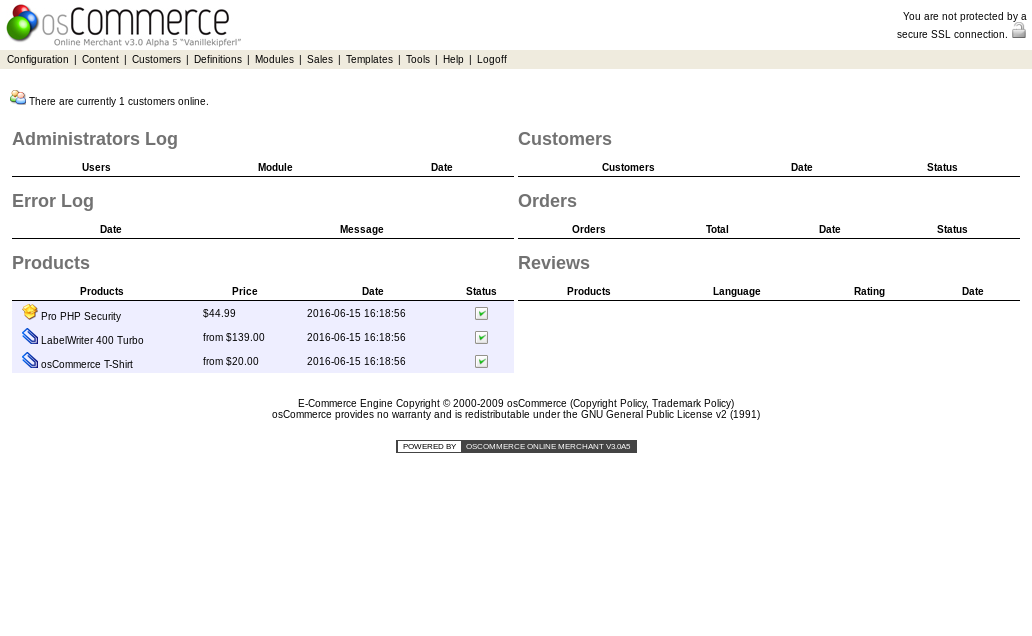 osCommerce
Online Merchant v3.0 Alpha 5 "Vanillekipferl"
You are not protected by a
secure SSL connection.
Configuration | Content | Customers | Definitions | Modules | Sales | Templates | Tools | Help | Logoff
There are currently 1 customers online.
Administrators Log
Users Module Date
Customers
Customers Date Status
Error Log
Date Message
Orders
Orders Total Date Status
Products
Products Price Date Status
Pro PHP Security $44.99 2016-06-15 16:18:56
LabelWriter 400 Turbo from $139.00 2016-06-15 16:18:56
osCommerce T-Shirt from $20.00 2016-06-15 16:18:56
Reviews
Products Language Rating Date
E-Commerce Engine Copyright © 2000-2009 osCommerce (Copyright Policy, Trademark Policy)
osCommerce provides no warranty and is redistributable under the GNU General Public License v2 (1991)
POWERED BY OSCOMMERCE ONLINE MERCHANT V3.0A5